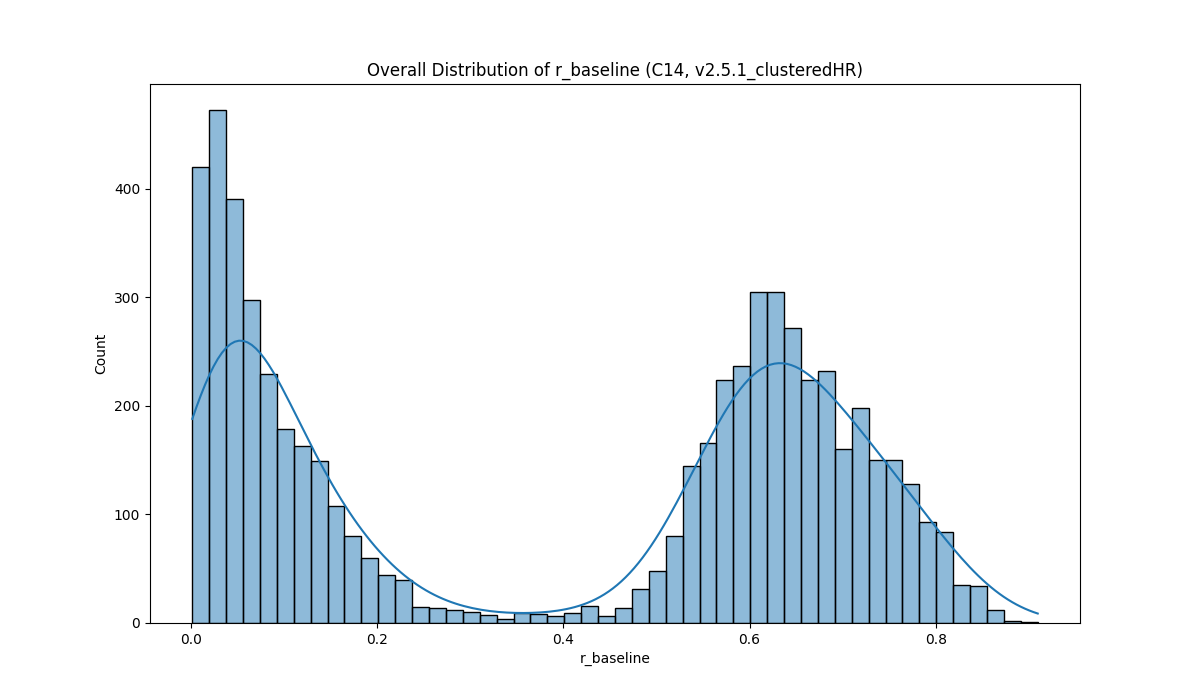 Overall Distribution of r_baseline (C14, v2.5.1_clusteredHR)
Count
400
300
200
100
0
0.0 0.2 0.4 0.6 0.8
r_baseline